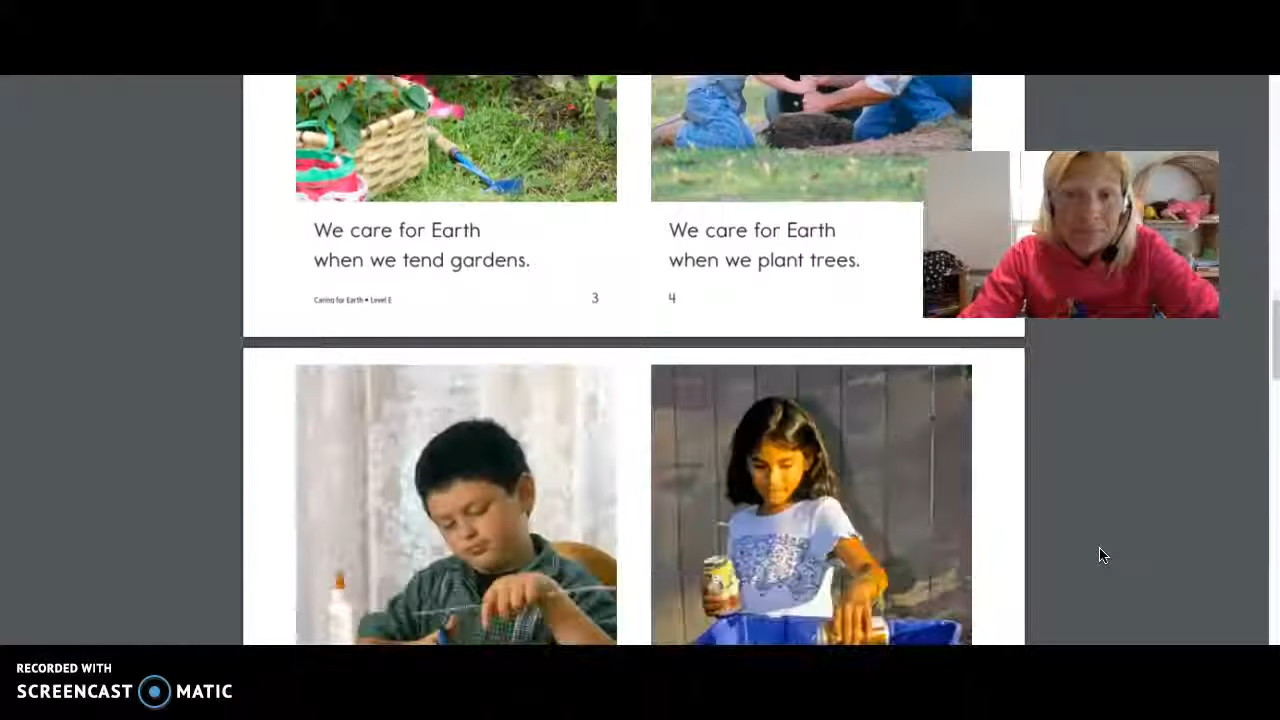 We care for Earth
when we tend gardens.
Caring for Earth • Level E
3
We care for Earth
when we plant trees.
4
RECORDED WITH
SCREENCAST MATIC